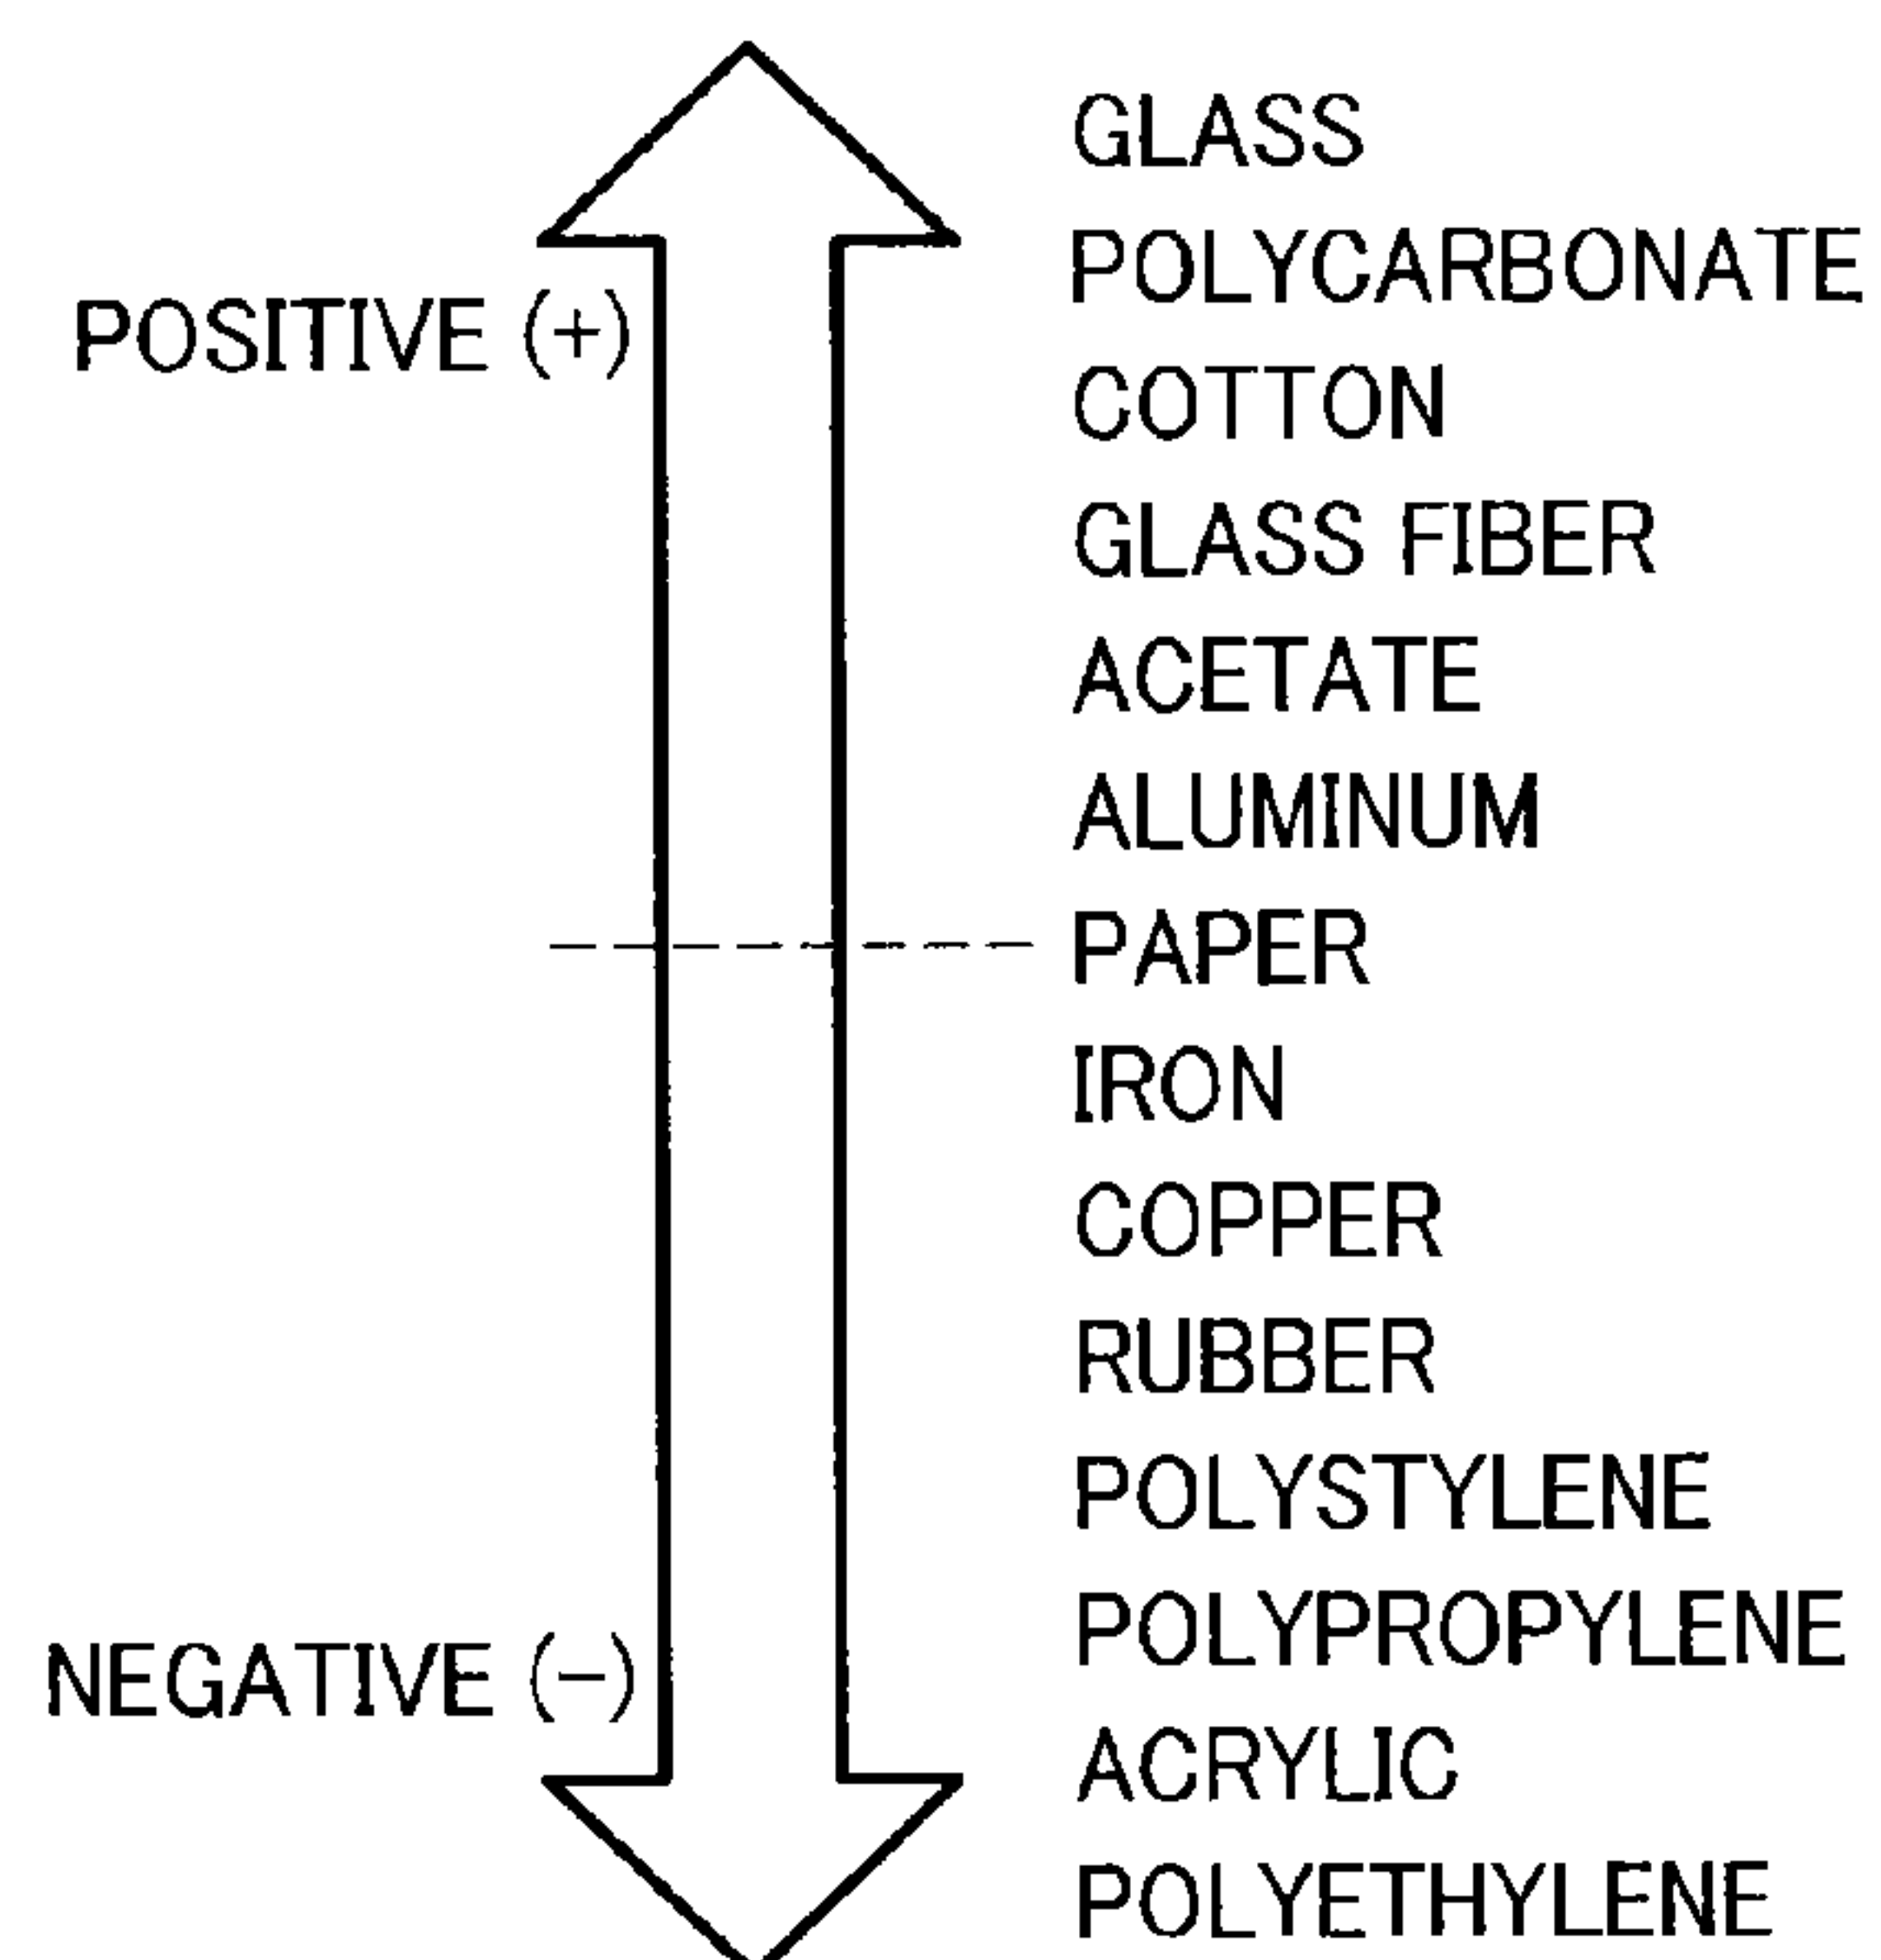 GLASS
POLYCARBONATE
POSITIVE (+)
COTTON
GLASS FIBER
ACETATE
ALUMINUM
PAPER
IRON
COPPER
RUBBER
POLYSTYLENE
POLYPROPYLENE
NEGATIVE (−)
ACRYLIC
POLYETHYLENE